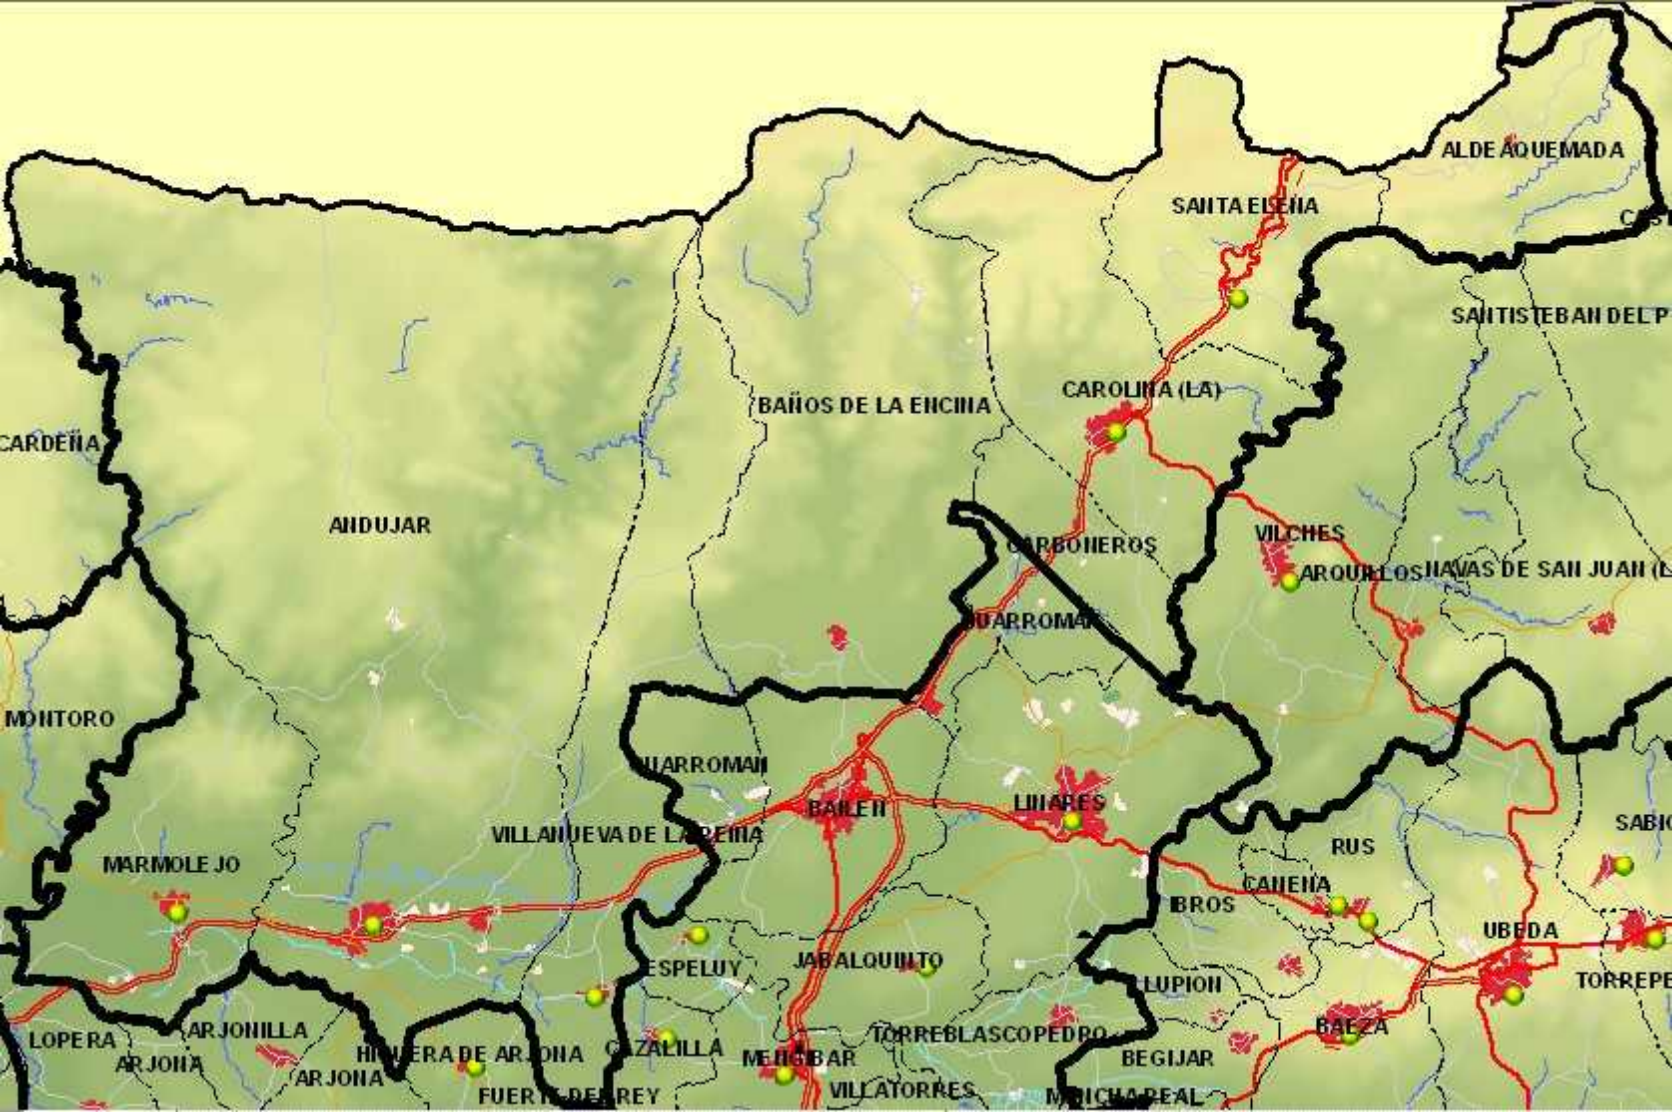 ALDEAQUEMADA
SANTA ELENA
CAST
SANTISTEBAN DEL P
CAROLINA (LA)
BAÑOS DE LA ENCINA
CARDEÑA
ANDUJAR
VILCHES
CARBONEROS
ARQUILLOS
NAVAS DE SAN JUAN (L
GUARROMAN
MONTORO
GUARROMAN
LINARES
BAILEN
SABIO
VILLANUEVA DE LA REINA
RUS
MARMOLEJO
CANENA
IBROS
UBEDA
JABALQUINTO
ESPELUY
TORREPE
LUPION
BAEZA
ARJONILLA
TORREBLASCOPEDRO
LOPERA
CAZALILLA
HIGUERA DE ARJONA
MENGIBAR
BEGIJAR
ARJONA
ARJONA
VILLATORRES
FUERTE DEL REY
MANCHA REAL